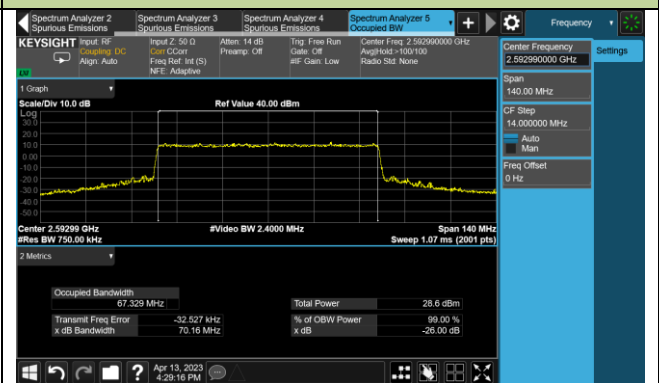 Spectrum Analyzer 2
Spurious Emissions
Spectrum Analyzer 3
Spurious Emissions
Spectrum Analyzer 4
Spurious Emissions
Spectrum Analyzer 5
Occupied BW
Frequency
KEYSIGHT
Input: RF
Coupling: DC
Align: Auto
Input Z: 50 Ω
Corr CCorr
Freq Ref: Int (S)
NFE: Adaptive
Atten: 14 dB
Preamp: Off
Trig: Free Run
Gate: Off
#IF Gain: Low
Center Freq: 2.592990000 GHz
Avg|Hold:>100/100
Radio Std: None
1 Graph
Scale/Div 10.0 dB
Ref Value 40.00 dBm
Log
30.0
20.0
10.0
0.00
-10.0
-20.0
-30.0
-40.0
-50.0
Center 2.59299 GHz
#Video BW 2.4000 MHz
Span 140 MHz
#Res BW 750.00 kHz
Sweep 1.07 ms (2001 pts)
2 Metrics
Occupied Bandwidth
67.329 MHz
Total Power
28.6 dBm
Transmit Freq Error
-32.527 kHz
% of OBW Power
99.00 %
x dB Bandwidth
70.16 MHz
x dB
-26.00 dB
Apr 13, 2023
4:29:16 PM
Center Frequency
2.592990000 GHz
Settings
Span
140.00 MHz
CF Step
14.000000 MHz
Auto
Man
Freq Offset
0 Hz